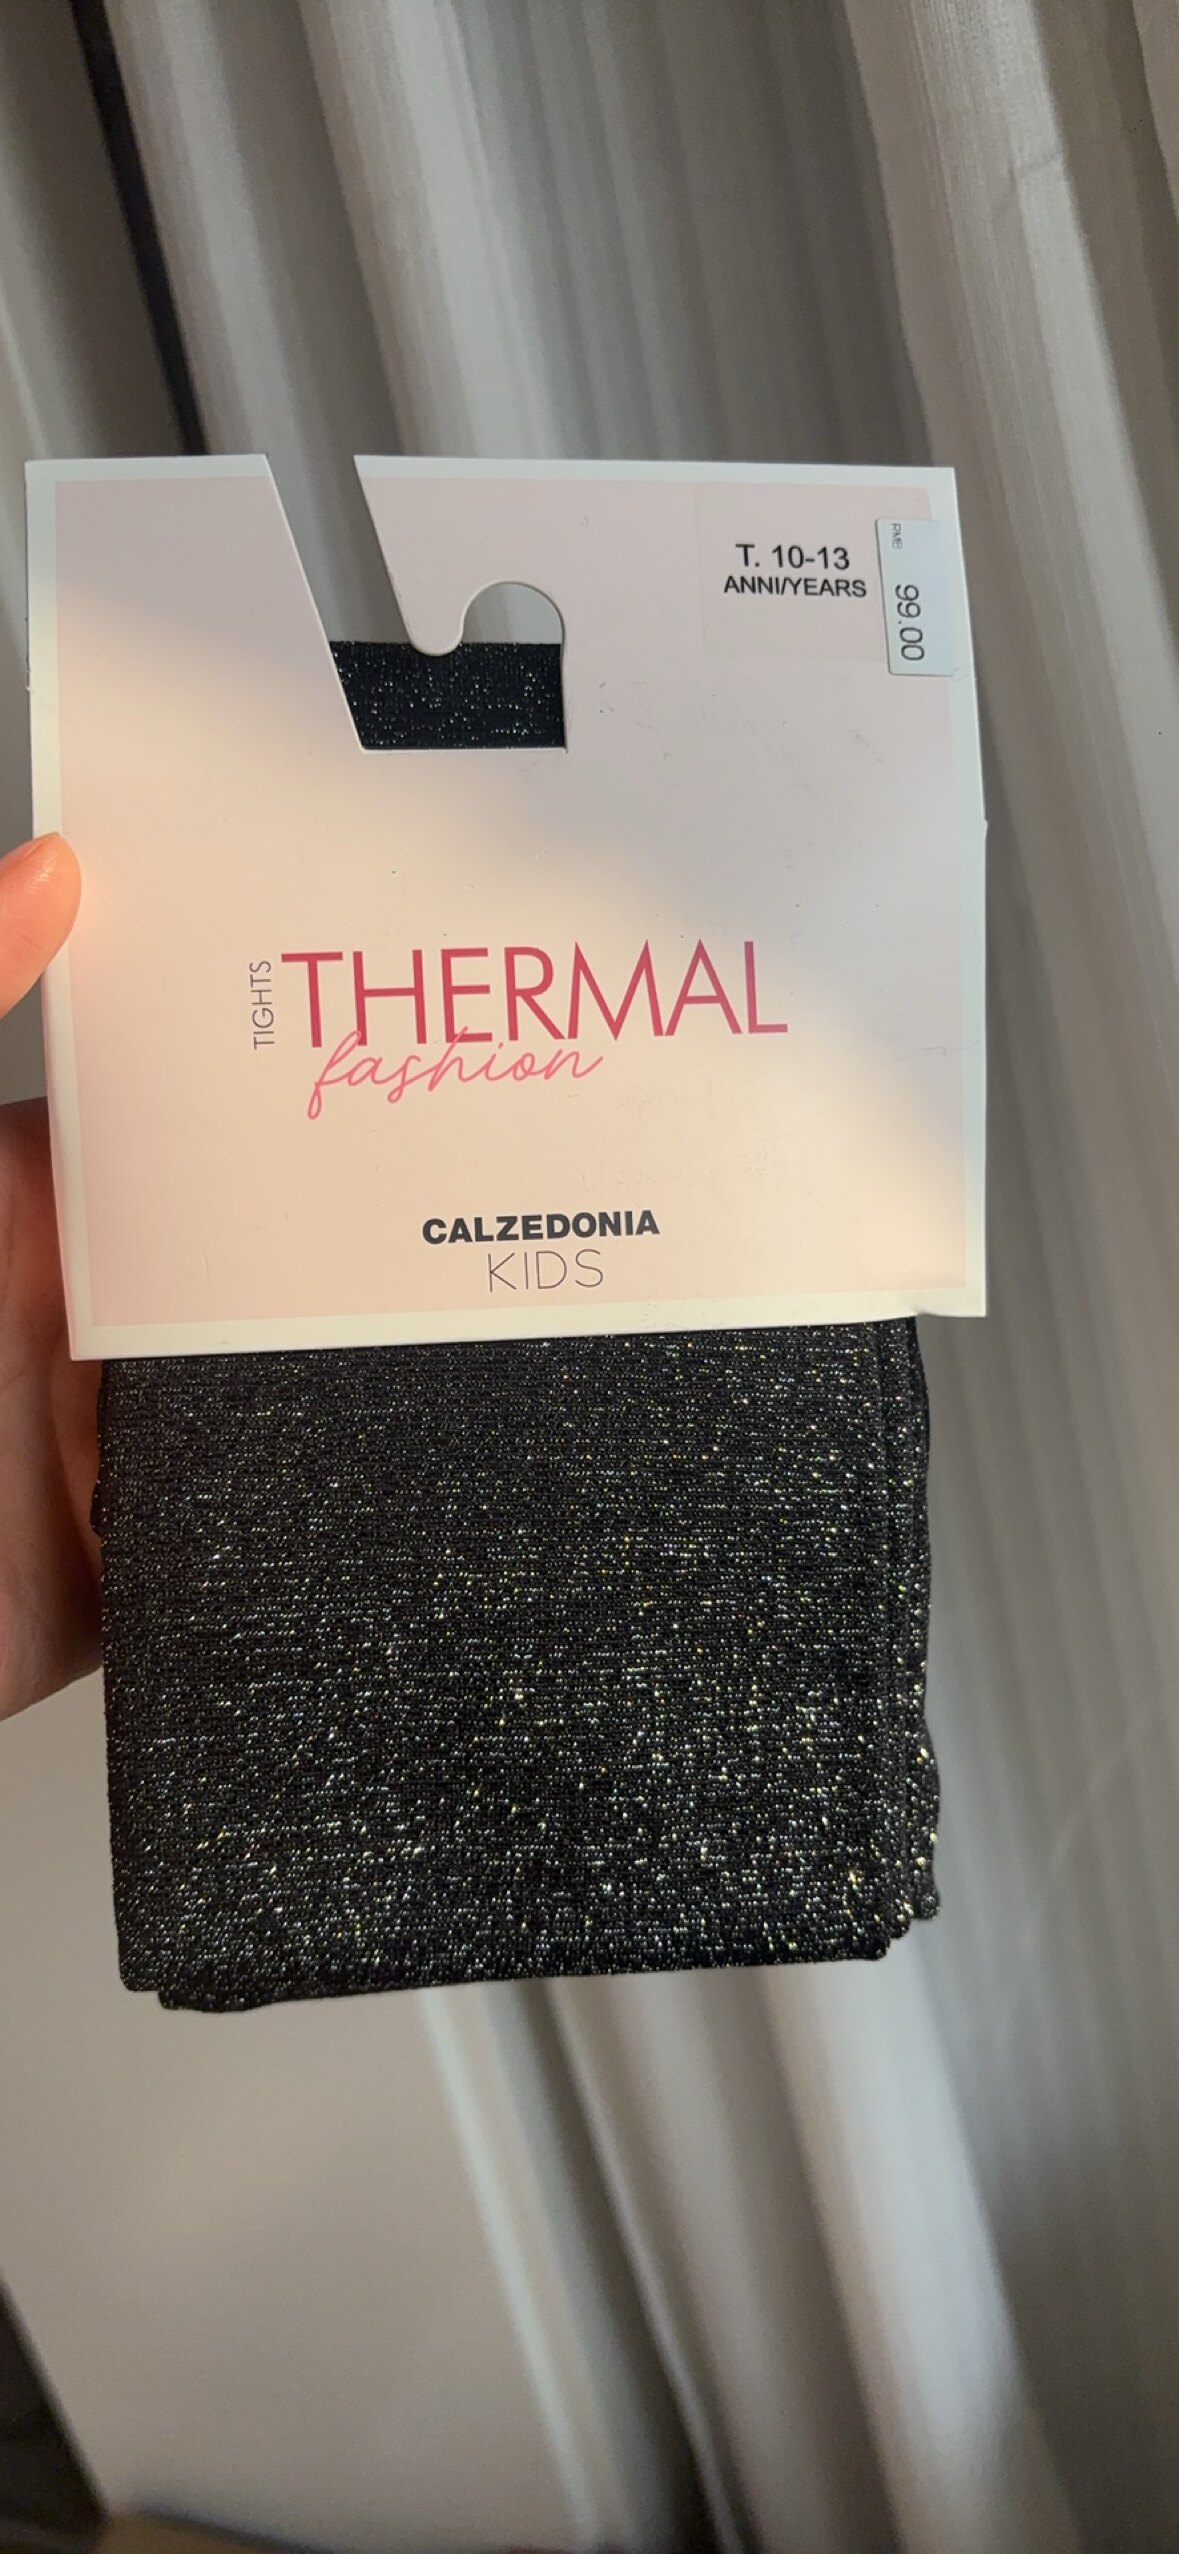 T. 10-13
ANNI/YEARS
RMB 99.00
TIGHTS
THERMAL
fashion
CALZEDONIA
KIDS